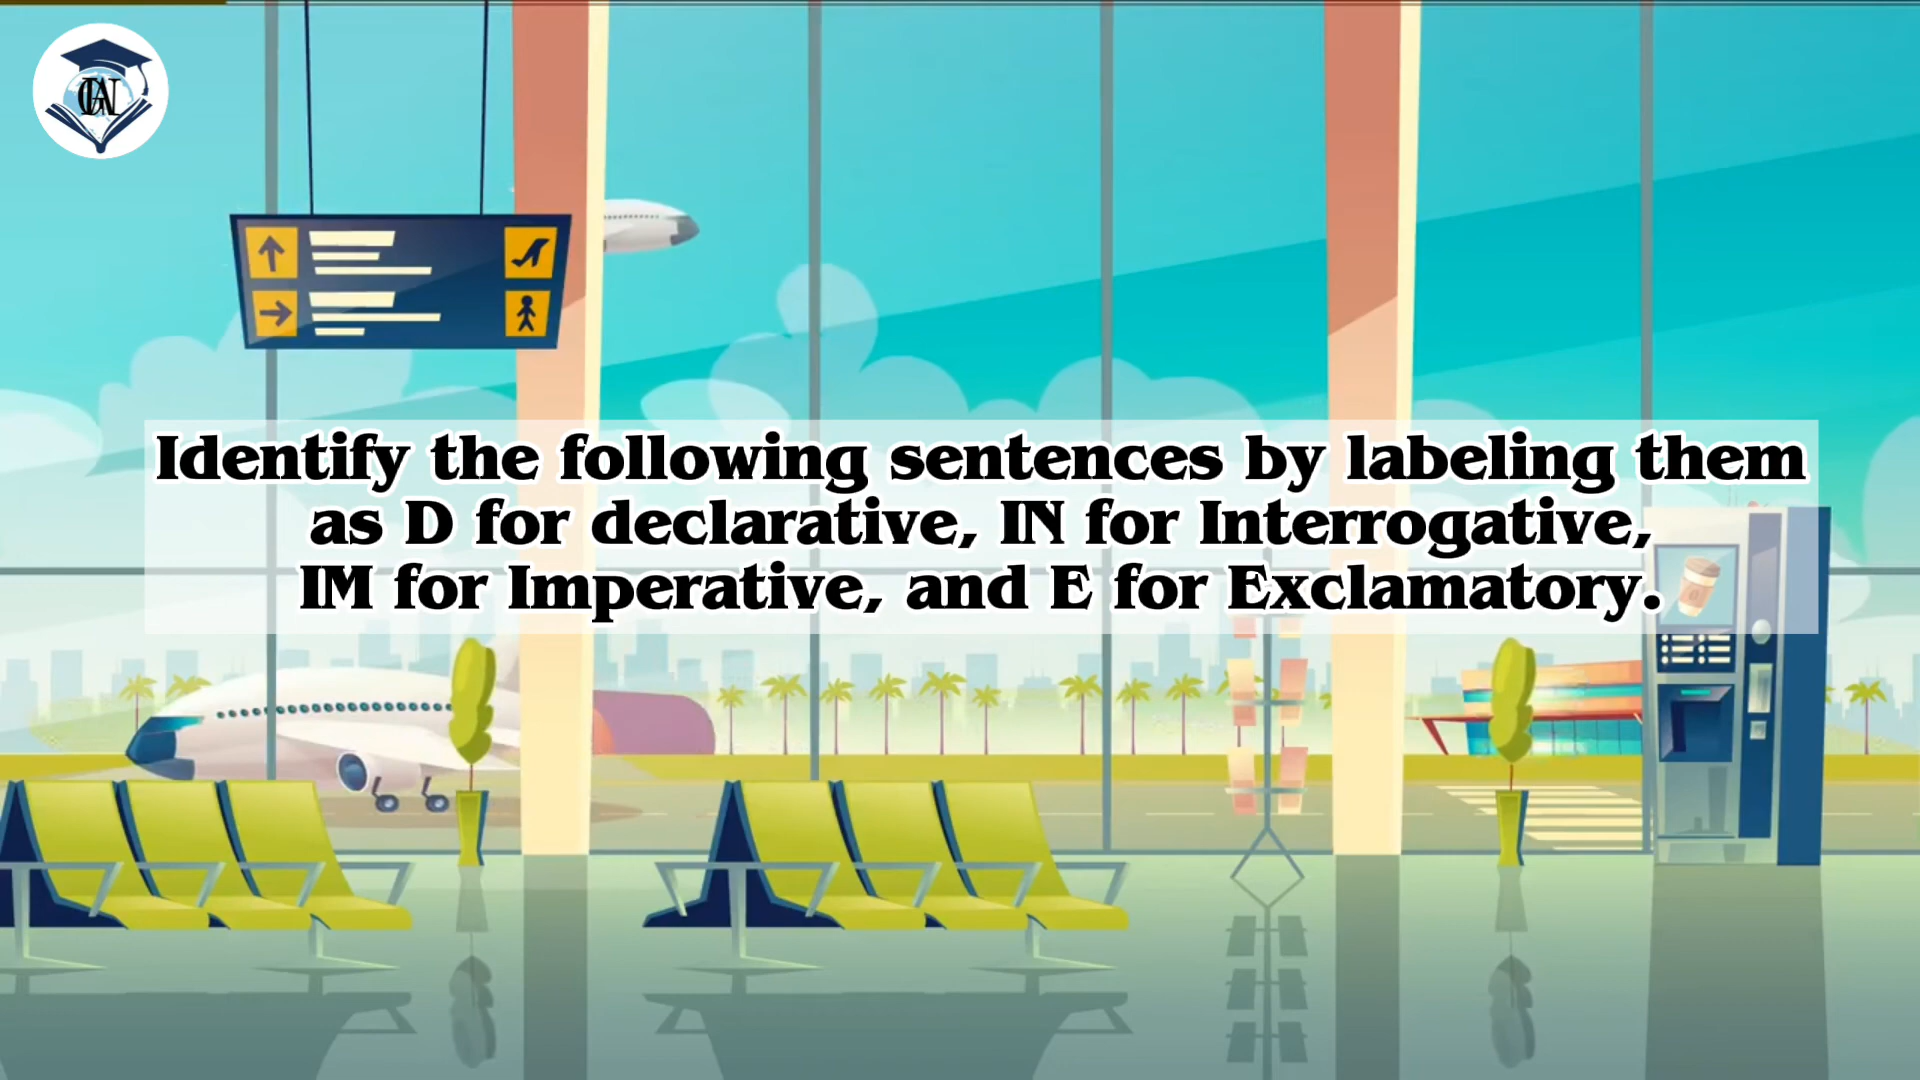 Identify the following sentences by labeling them
as D for declarative, IN for Interrogative,
IM for Imperative, and E for Exclamatory.